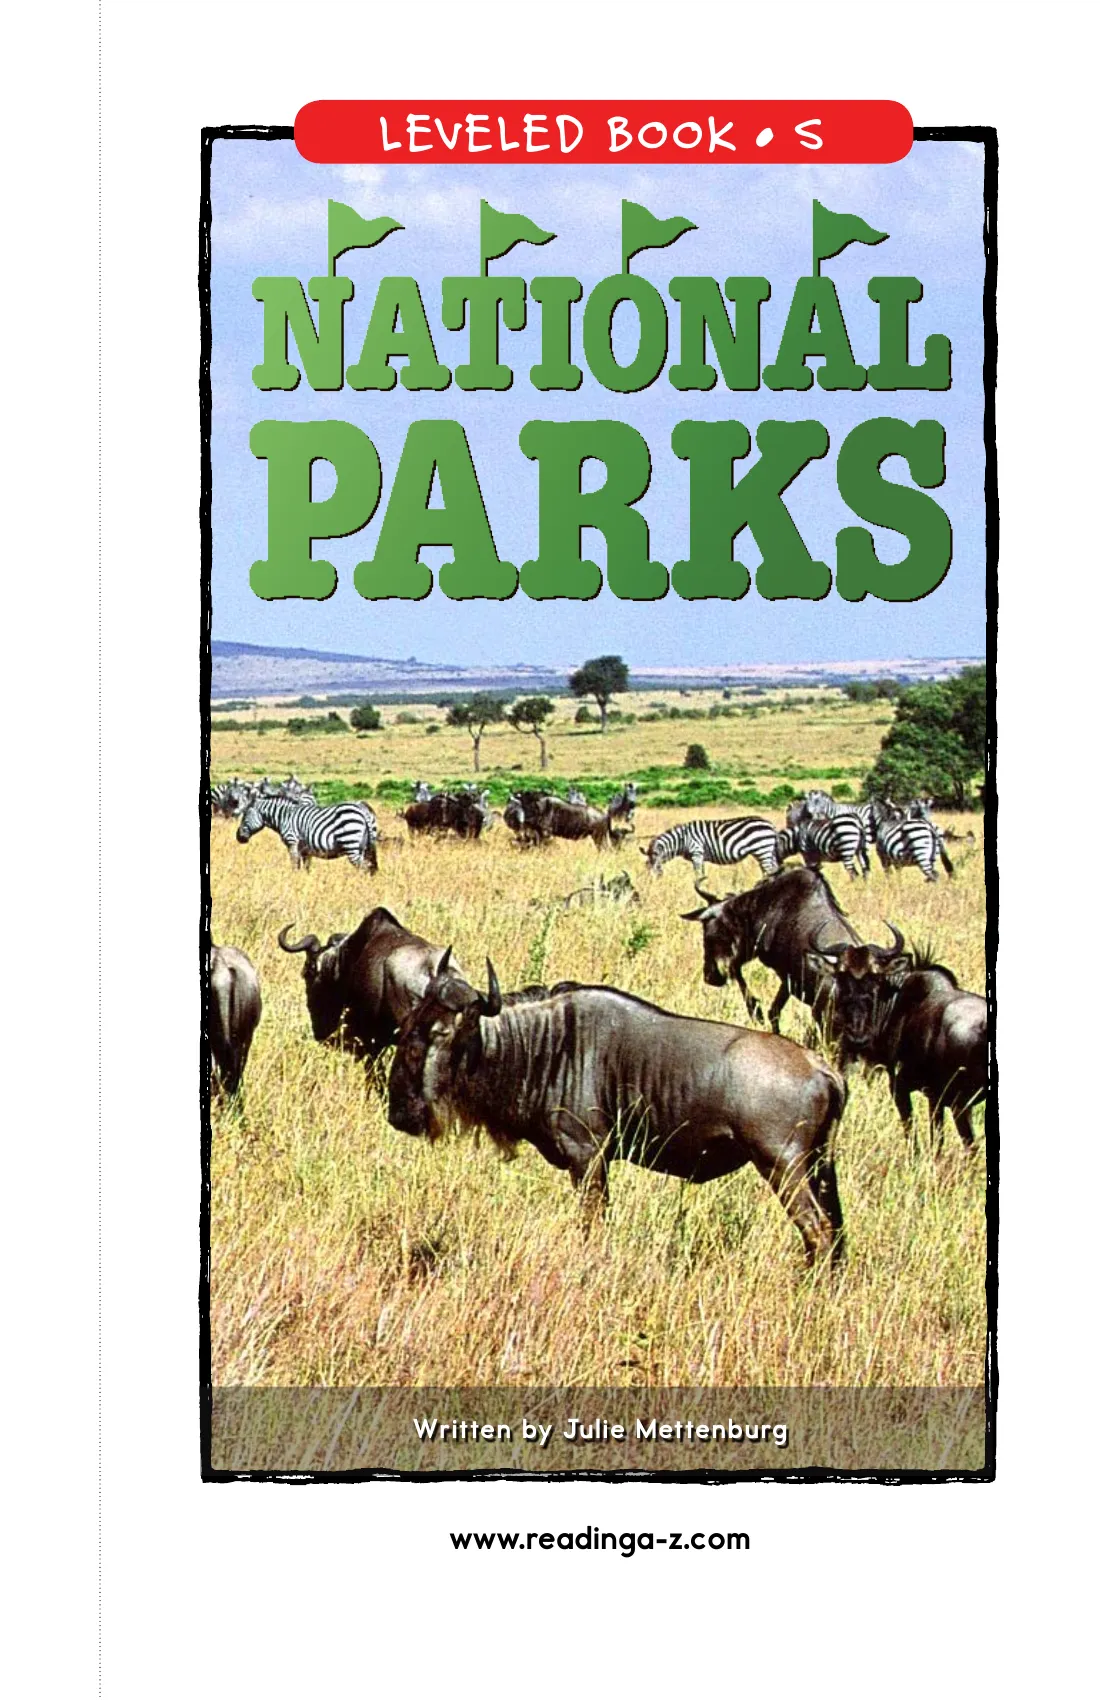 LEVELED BOOK • S
NATIONAL
PARKS
Written by Julie Mettenburg
www.readinga-z.com